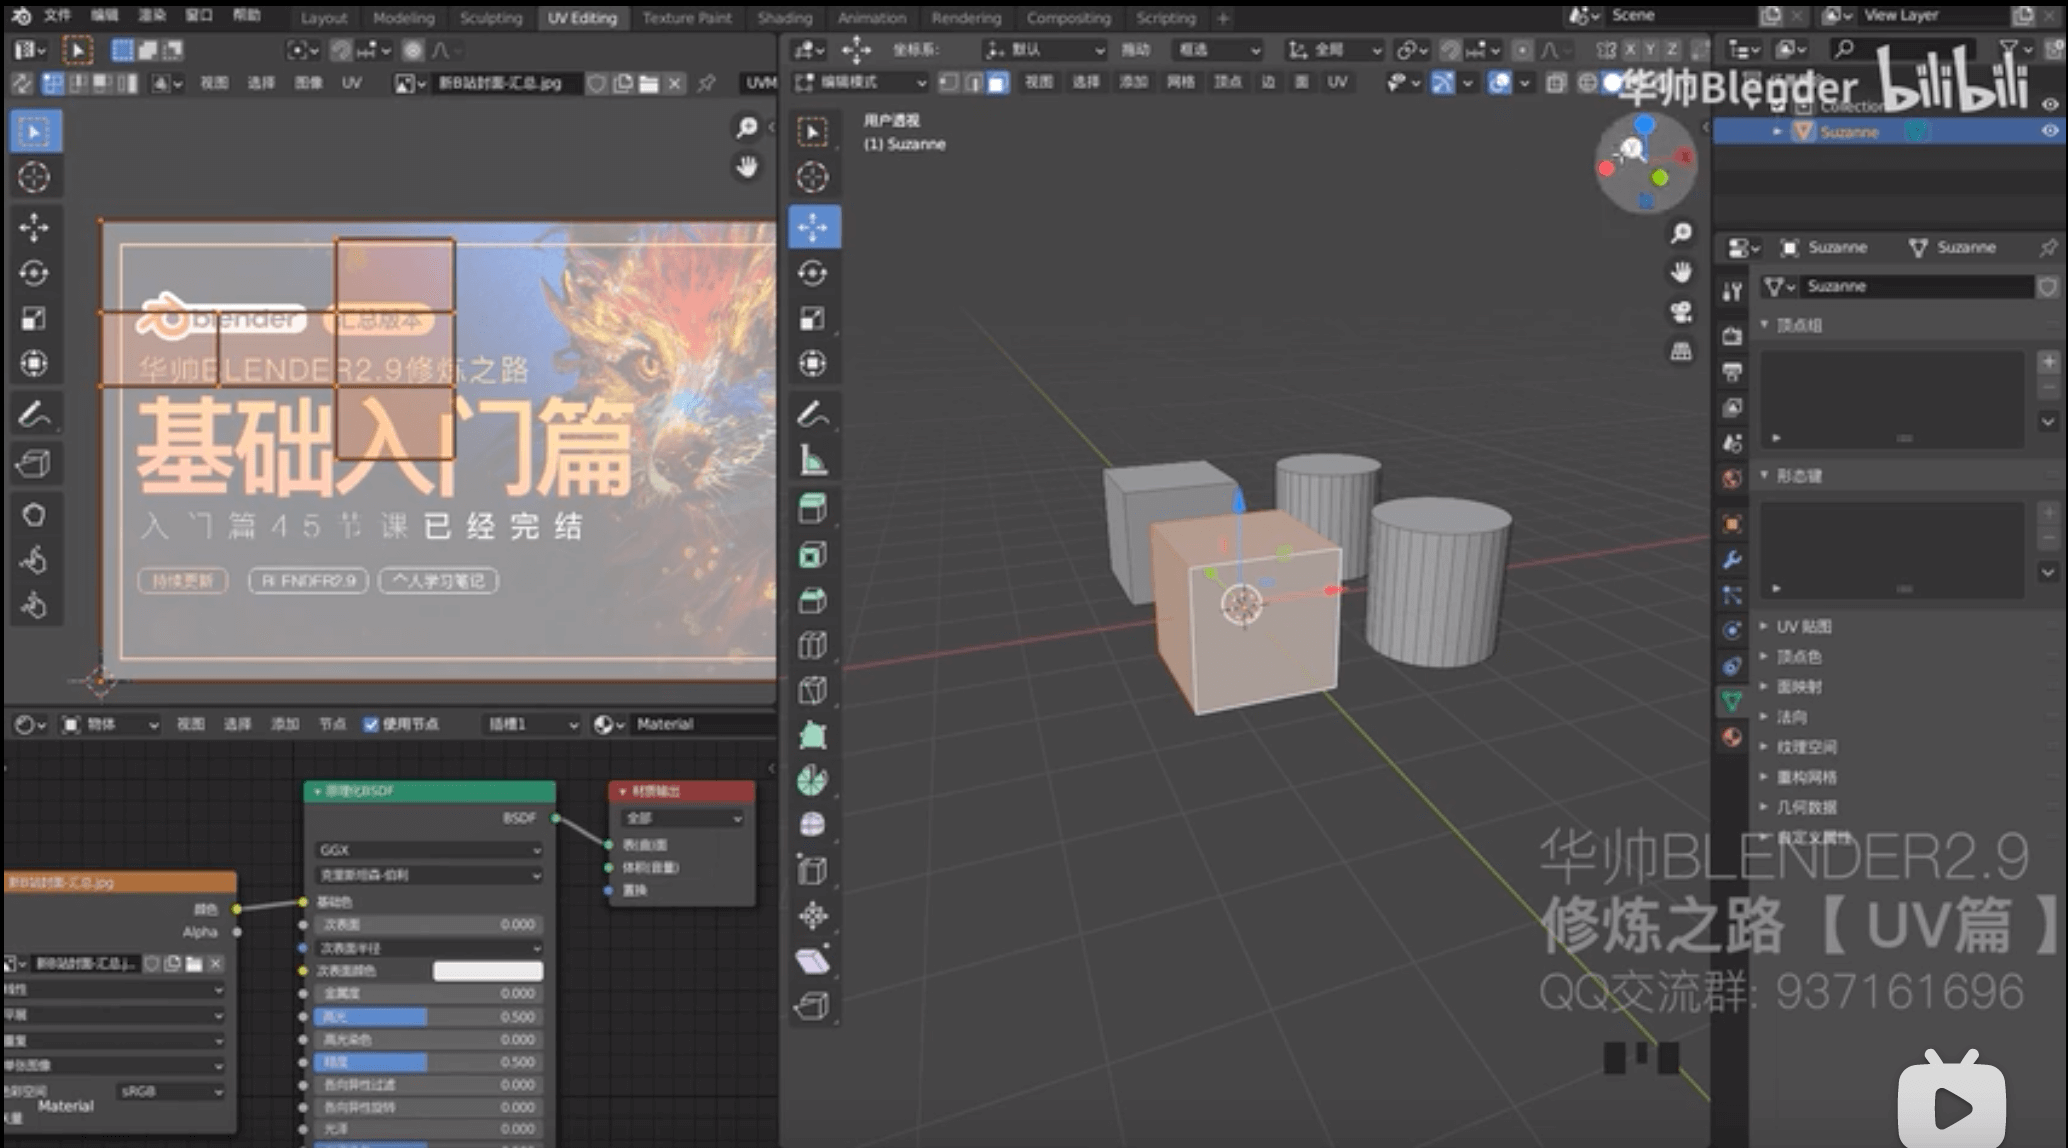 文件 编辑 渲染 窗口 帮助 Layout Modeling Sculpting UV Editing Texture Paint Shading Animation Rendering Compositing Scripting + Scene View Layer
坐标系: 默认 拖动 框选 全局 X Y Z
视图 选择 图像 UV 新B站封面-汇总.jpg UVM 编辑模式 视图 选择 添加 网格 顶点 边 面 UV
华帅Blender bilibili
Collection
Suzanne
用户透视
(1) Suzanne
Suzanne Suzanne
Suzanne
顶点组
形态键
UV 贴图
顶点色
面映射
法向
纹理空间
重构网格
几何数据
自定义属性
blender 汇总版本
华帅BLENDER2.9修炼之路
基础入门篇
入门篇45节课已经完结
持续更新 BLENDER2.9 个人学习笔记
物体 视图 选择 添加 节点 使用节点 插槽1 Material
原理化BSDF
BSDF
GGX
克里斯坦森-伯利
基础色
次表面 0.000
次表面半径
次表面颜色
金属度 0.000
高光 0.500
高光染色 0.000
糙度 0.500
各向异性过滤 0.000
各向异性旋转 0.000
光泽 0.000
材质输出
全部
表(曲)面
体积(音量)
置换
新B站封面-汇总.jpg
颜色
Alpha
新B站封面-汇总.j...
线性
平展
重复
单张图像
色彩空间 sRGB
矢量
Material
华帅BLENDER2.9
修炼之路【 UV篇 】
QQ交流群: 937161696